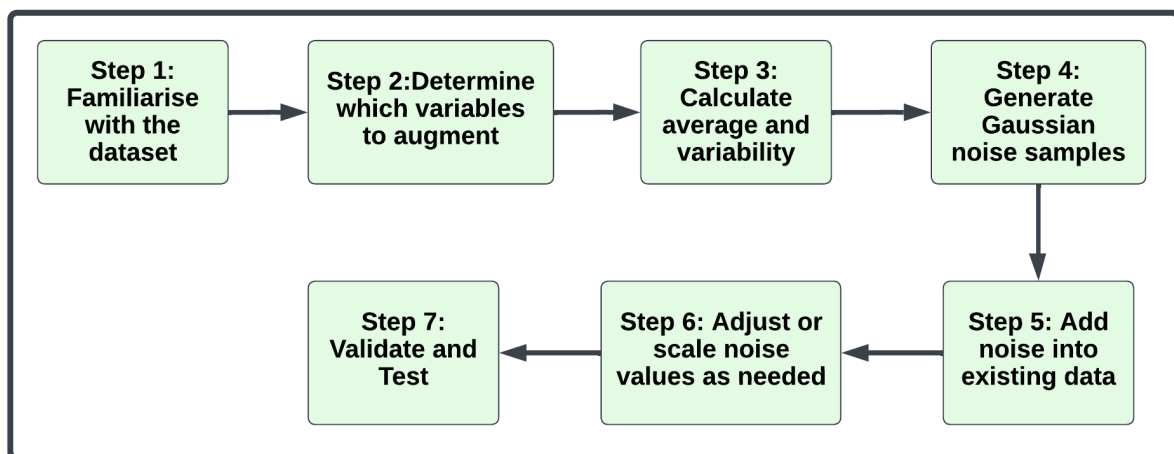 Step 1:
Familiarise
with the
dataset
Step 2:Determine
which variables
to augment
Step 3:
Calculate
average and
variability
Step 4:
Generate
Gaussian
noise samples
Step 5: Add
noise into
existing data
Step 6: Adjust or
scale noise
values as needed
Step 7:
Validate and
Test